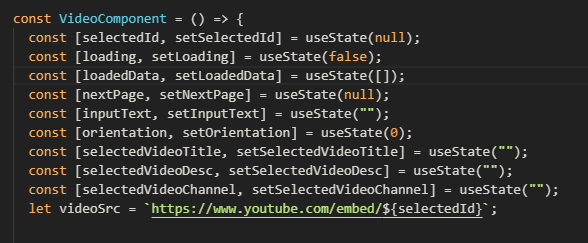 const VideoComponent = () => {
  const [selectedId, setSelectedId] = useState(null);
  const [loading, setLoading] = useState(false);
  const [loadedData, setLoadedData] = useState([]);
  const [nextPage, setNextPage] = useState(null);
  const [inputText, setInputText] = useState("");
  const [orientation, setOrientation] = useState(0);
  const [selectedVideoTitle, setSelectedVideoTitle] = useState("");
  const [selectedVideoDesc, setSelectedVideoDesc] = useState("");
  const [selectedVideoChannel, setSelectedVideoChannel] = useState("");
  let videoSrc = `https://www.youtube.com/embed/${selectedId}`;